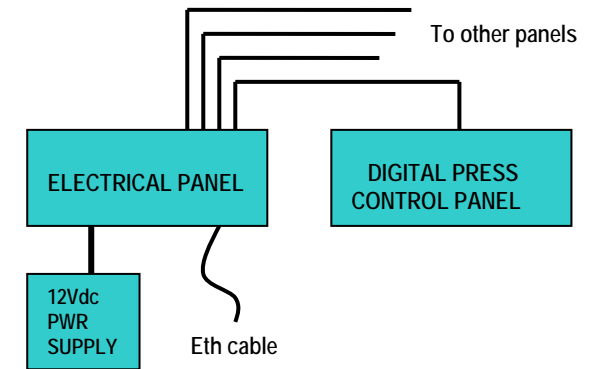 To other panels
ELECTRICAL PANEL
DIGITAL PRESS
CONTROL PANEL
12Vdc
PWR
SUPPLY
Eth cable